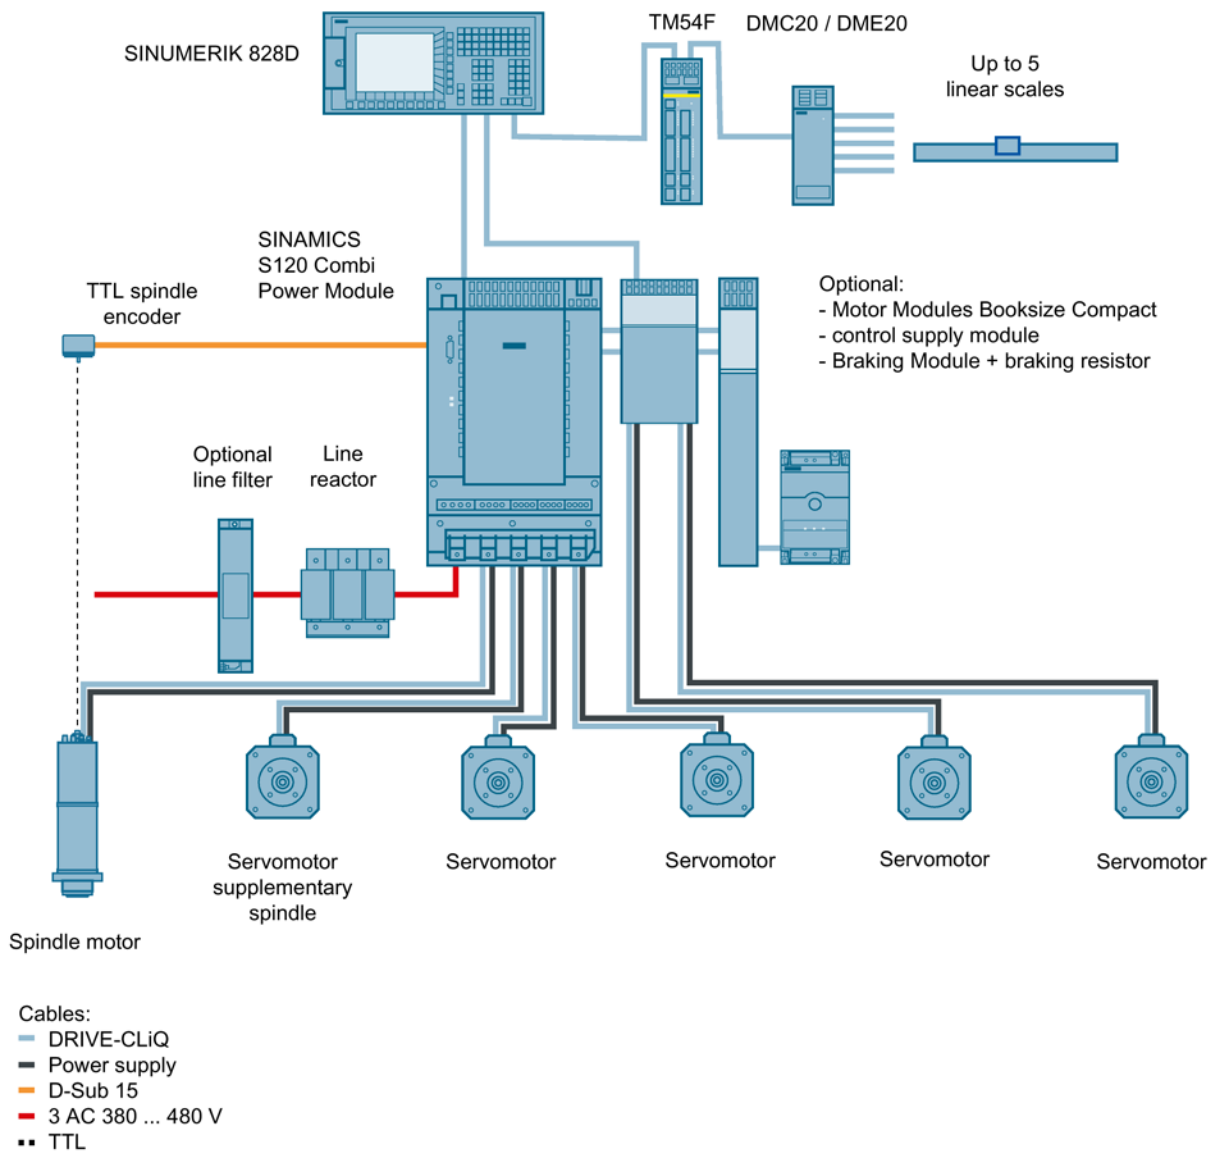 SINUMERIK 828D
TM54F
DMC20 / DME20
Up to 5
linear scales
SINAMICS
S120 Combi
Power Module
TTL spindle
encoder
Optional:
- Motor Modules Booksize Compact
- control supply module
- Braking Module + braking resistor
Optional
line filter
Line
reactor
Spindle motor
Servomotor
supplementary
spindle
Servomotor
Servomotor
Servomotor
Servomotor
Cables:
DRIVE-CLiQ
Power supply
D-Sub 15
3 AC 380 ... 480 V
TTL